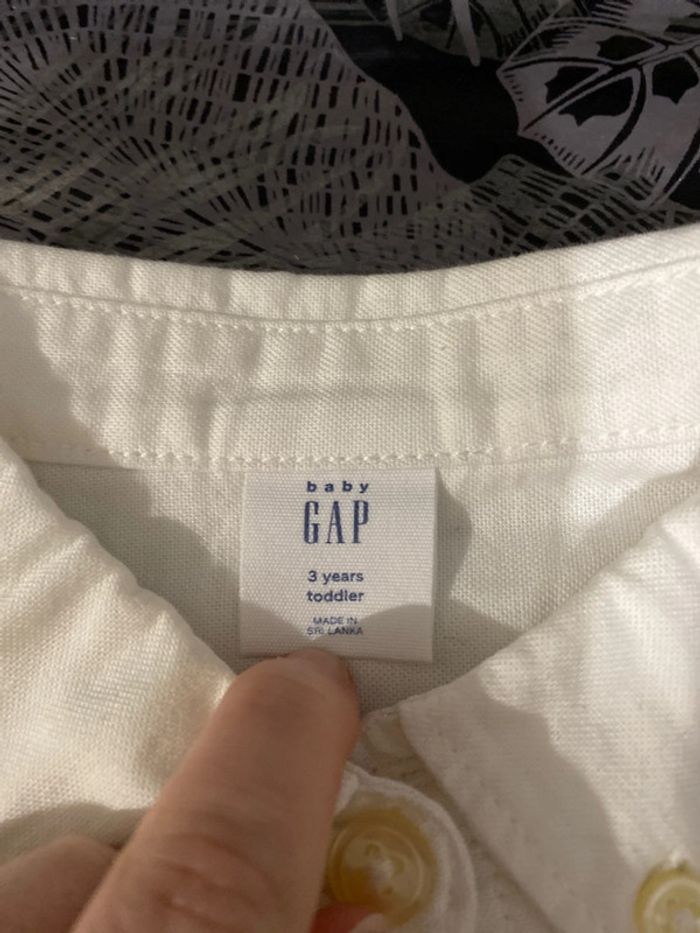 baby
GAP
3 years
toddler
MADE IN
SRI LANKA